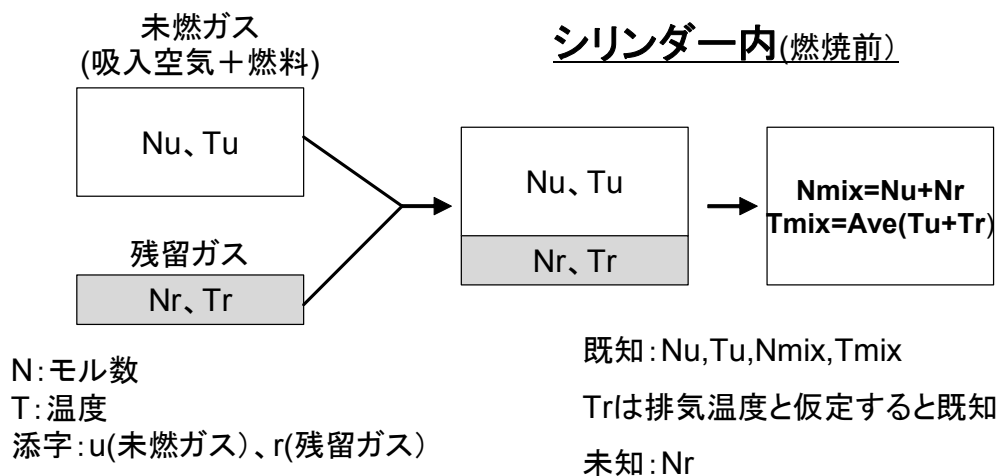 未燃ガス
(吸入空気＋燃料)
シリンダー内(燃焼前）
Nu、Tu
Nu、Tu
Nmix=Nu+Nr
Tmix=Ave(Tu+Tr)
残留ガス
Nr、Tr
Nr、Tr
N：モル数
T：温度
添字：u(未燃ガス）、r(残留ガス）
既知：Nu,Tu,Nmix,Tmix
Trは排気温度と仮定すると既知
未知：Nr